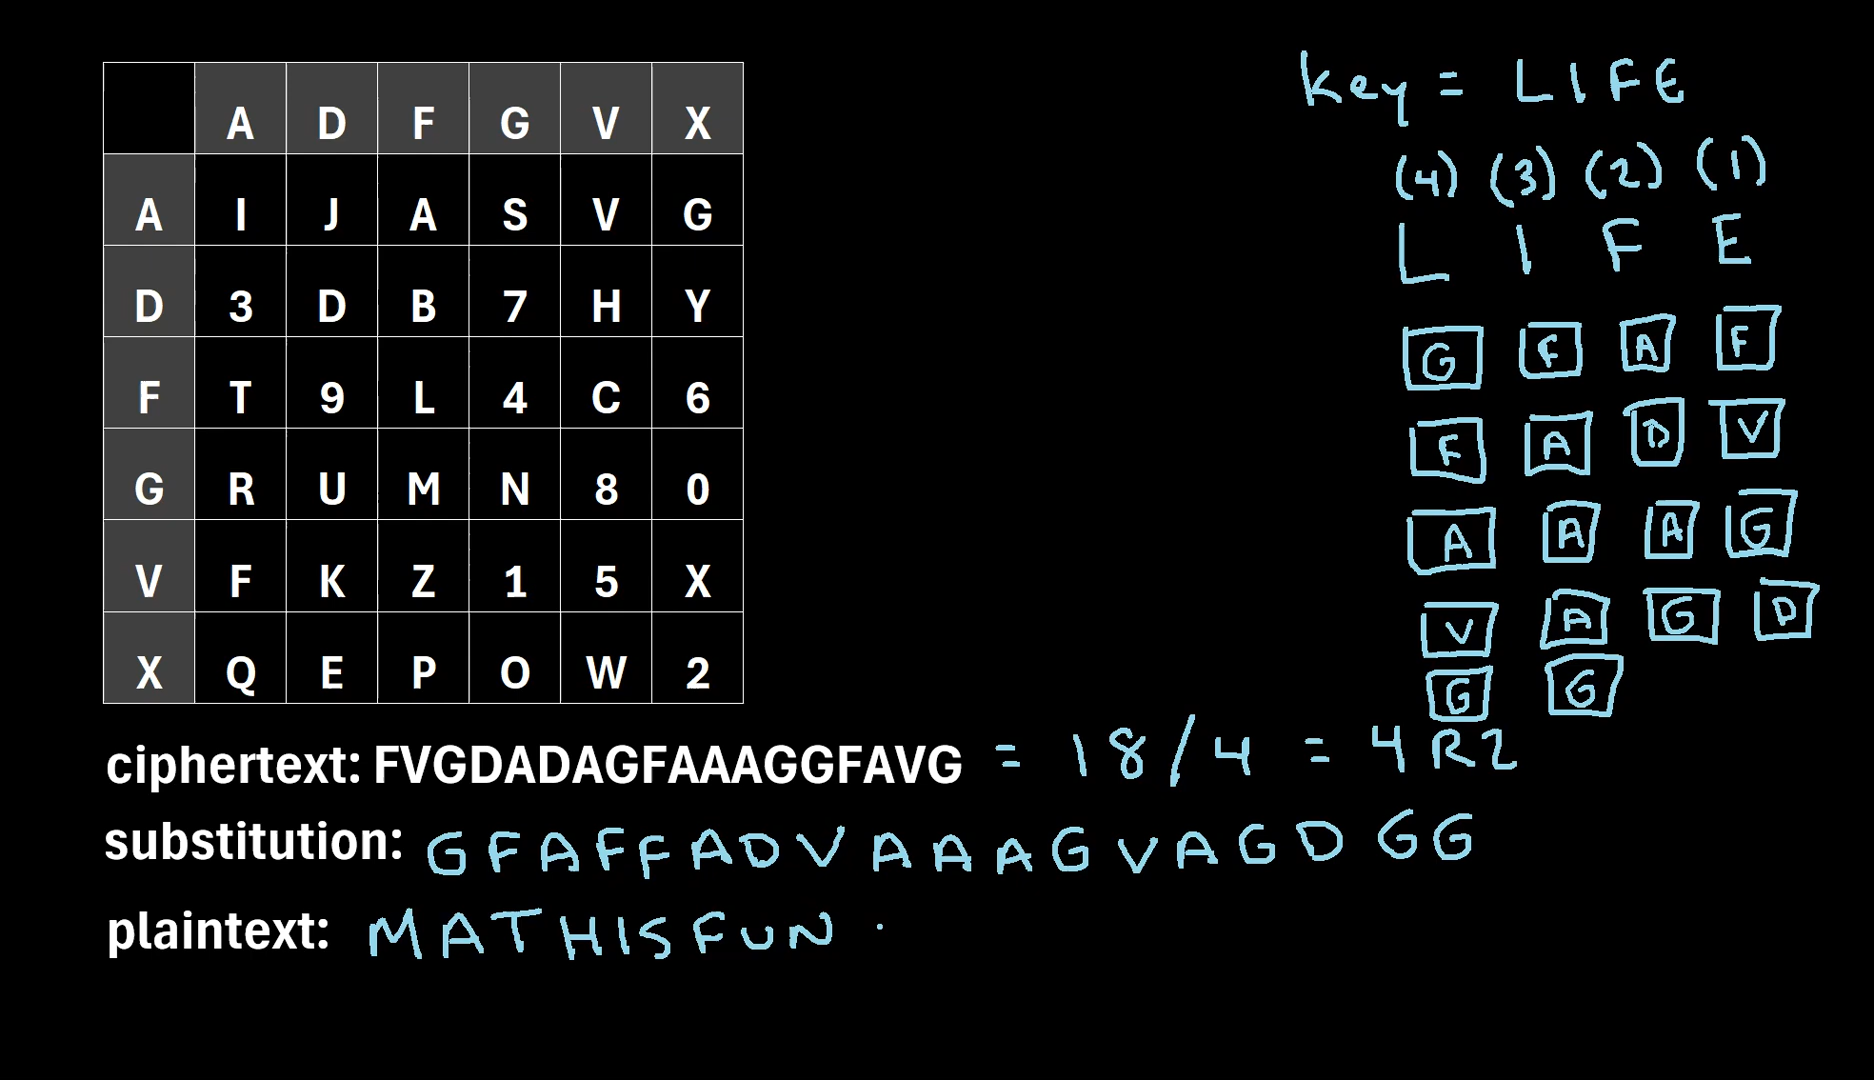 A D F G V X
A I J A S V G
D 3 D B 7 H Y
F T 9 L 4 C 6
G R U M N 8 0
V F K Z 1 5 X
X Q E P O W 2
key = LIFE
(4) (3) (2) (1)
L I F E
G F A F
F A D V
A A A G
V A G D
G G
ciphertext: FVGDADAGFAAAGGFAVG = 18/4 = 4R2
substitution: GFAFFADVAAAGVAGDGG
plaintext: MATHISFUN .